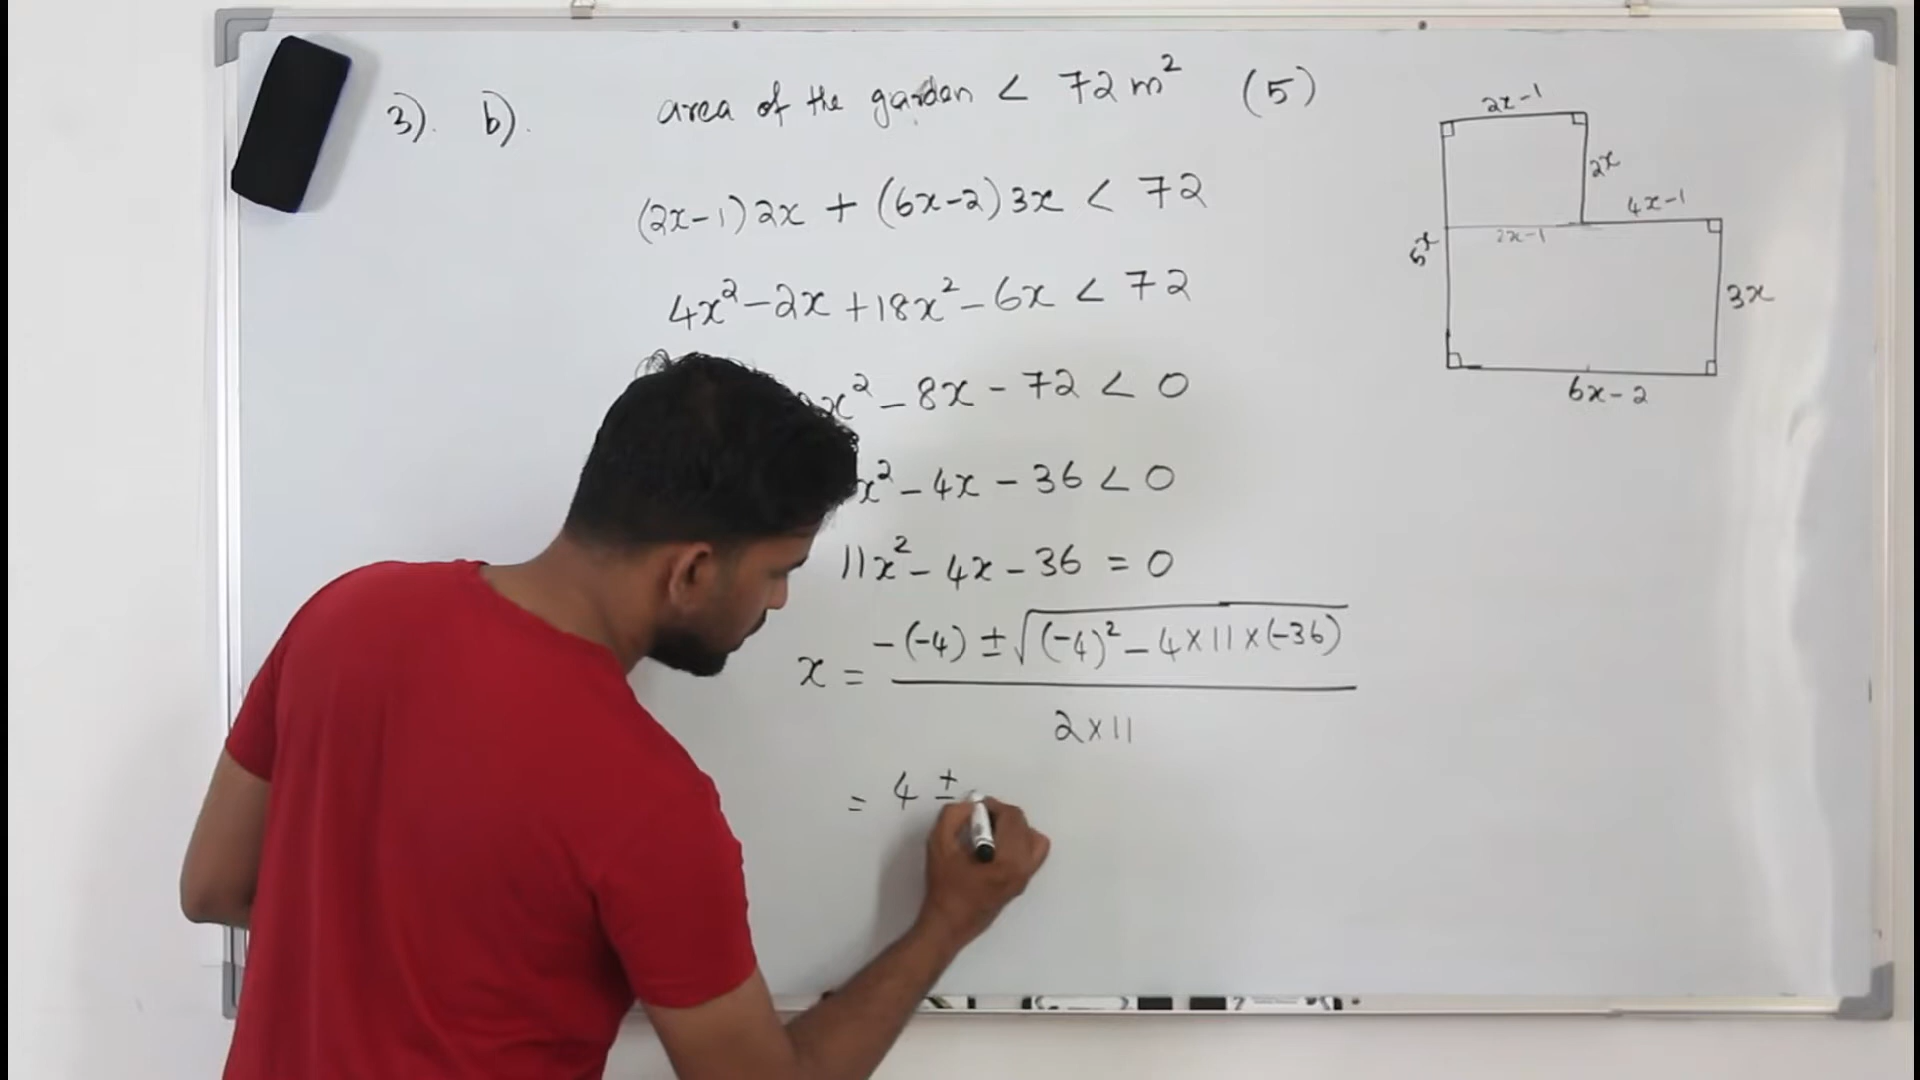 3). b). area of the garden < 72 m² (5)
(2x-1)2x + (6x-2)3x < 72
4x² - 2x + 18x² - 6x < 72
x² - 8x - 72 < 0
x² - 4x - 36 < 0
11x² - 4x - 36 = 0
x = -(-4) ± √(-4)² - 4×11×(-36)
2×11
= 4 ±
2x-1
2x
4x-1
2x-1
3x
6x-2